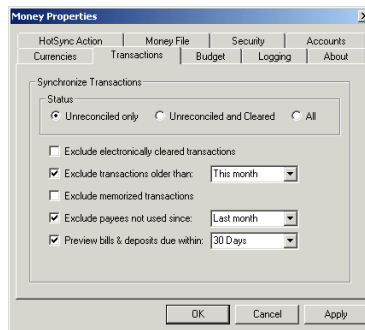 Money Properties
HotSync Action Money File Security Accounts
Currencies Transactions Budget Logging About
Synchronize Transactions
Status
Unreconciled only Unreconciled and Cleared All
Exclude electronically cleared transactions
Exclude transactions older than: This month
Exclude memorized transactions
Exclude payees not used since: Last month
Preview bills & deposits due within: 30 Days
OK Cancel Apply